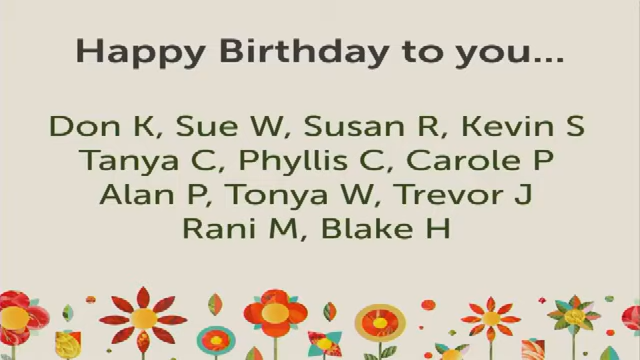 Happy Birthday to you...
Don K, Sue W, Susan R, Kevin S
Tanya C, Phyllis C, Carole P
Alan P, Tonya W, Trevor J
Rani M, Blake H